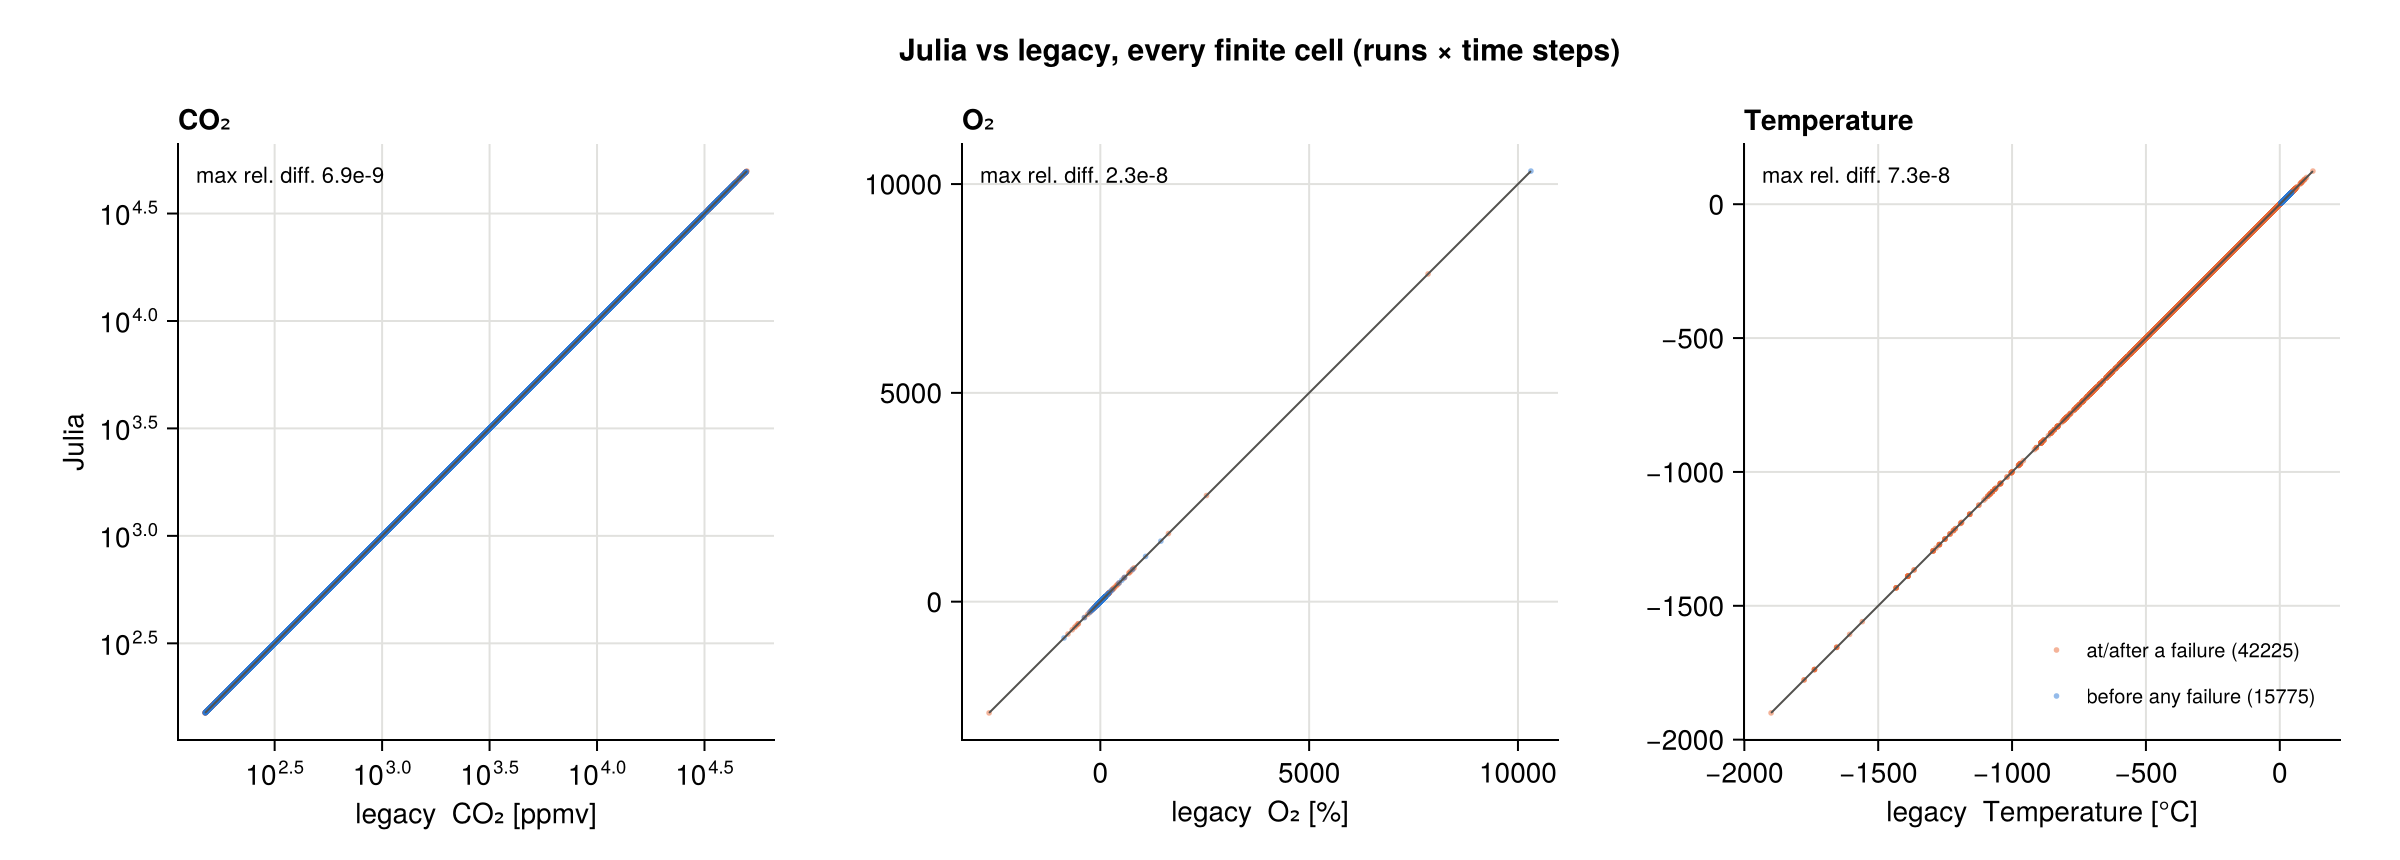 Julia vs legacy, every finite cell (runs × time steps)
CO₂
max rel. diff. 6.9e-9
10^4.5
10^4.0
10^3.5
10^3.0
10^2.5
Julia
10^2.5 10^3.0 10^3.5 10^4.0 10^4.5
legacy CO₂ [ppmv]
O₂
max rel. diff. 2.3e-8
10000
5000
0
0 5000 10000
legacy O₂ [%]
Temperature
max rel. diff. 7.3e-8
0
−500
−1000
−1500
−2000
at/after a failure (42225)
before any failure (15775)
−2000 −1500 −1000 −500 0
legacy Temperature [°C]